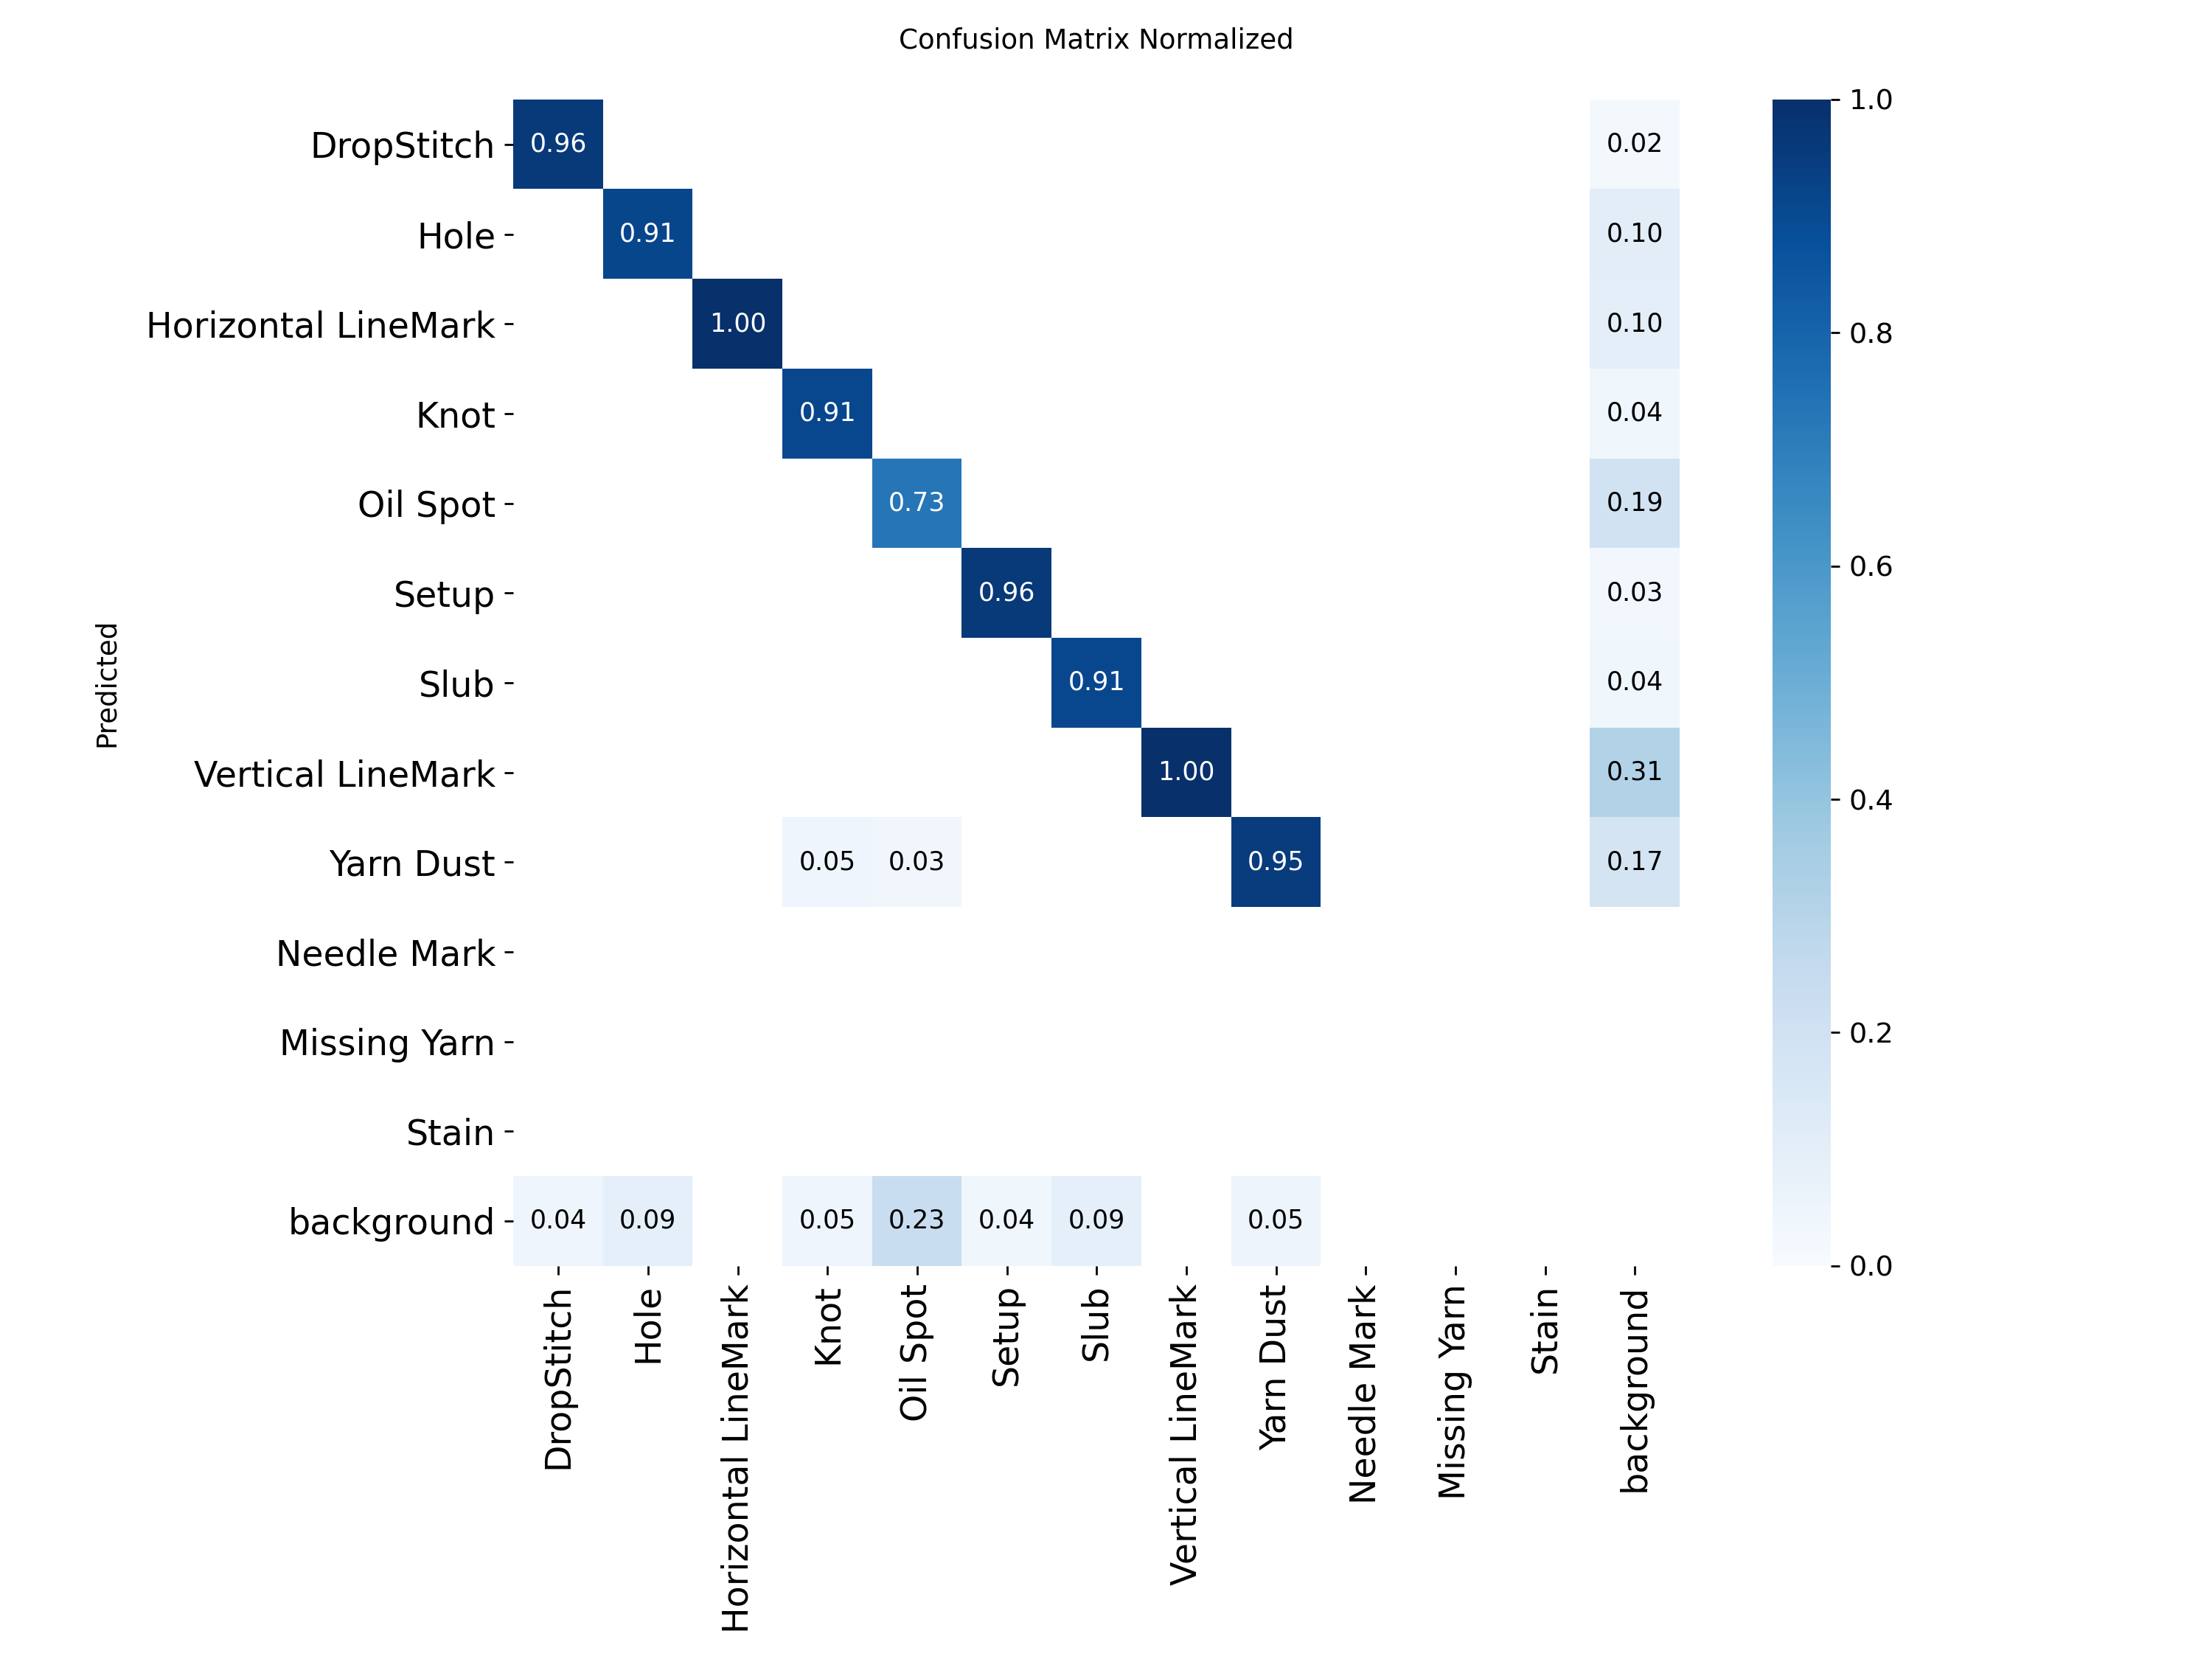 Confusion Matrix Normalized
Predicted
DropStitch 0.96 0.02
Hole 0.91 0.10
Horizontal LineMark 1.00 0.10
Knot 0.91 0.04
Oil Spot 0.73 0.19
Setup 0.96 0.03
Slub 0.91 0.04
Vertical LineMark 1.00 0.31
Yarn Dust 0.05 0.03 0.95 0.17
Needle Mark
Missing Yarn
Stain
background 0.04 0.09 0.05 0.23 0.04 0.09 0.05
DropStitch
Hole
Horizontal LineMark
Knot
Oil Spot
Setup
Slub
Vertical LineMark
Yarn Dust
Needle Mark
Missing Yarn
Stain
background
1.0
0.8
0.6
0.4
0.2
0.0